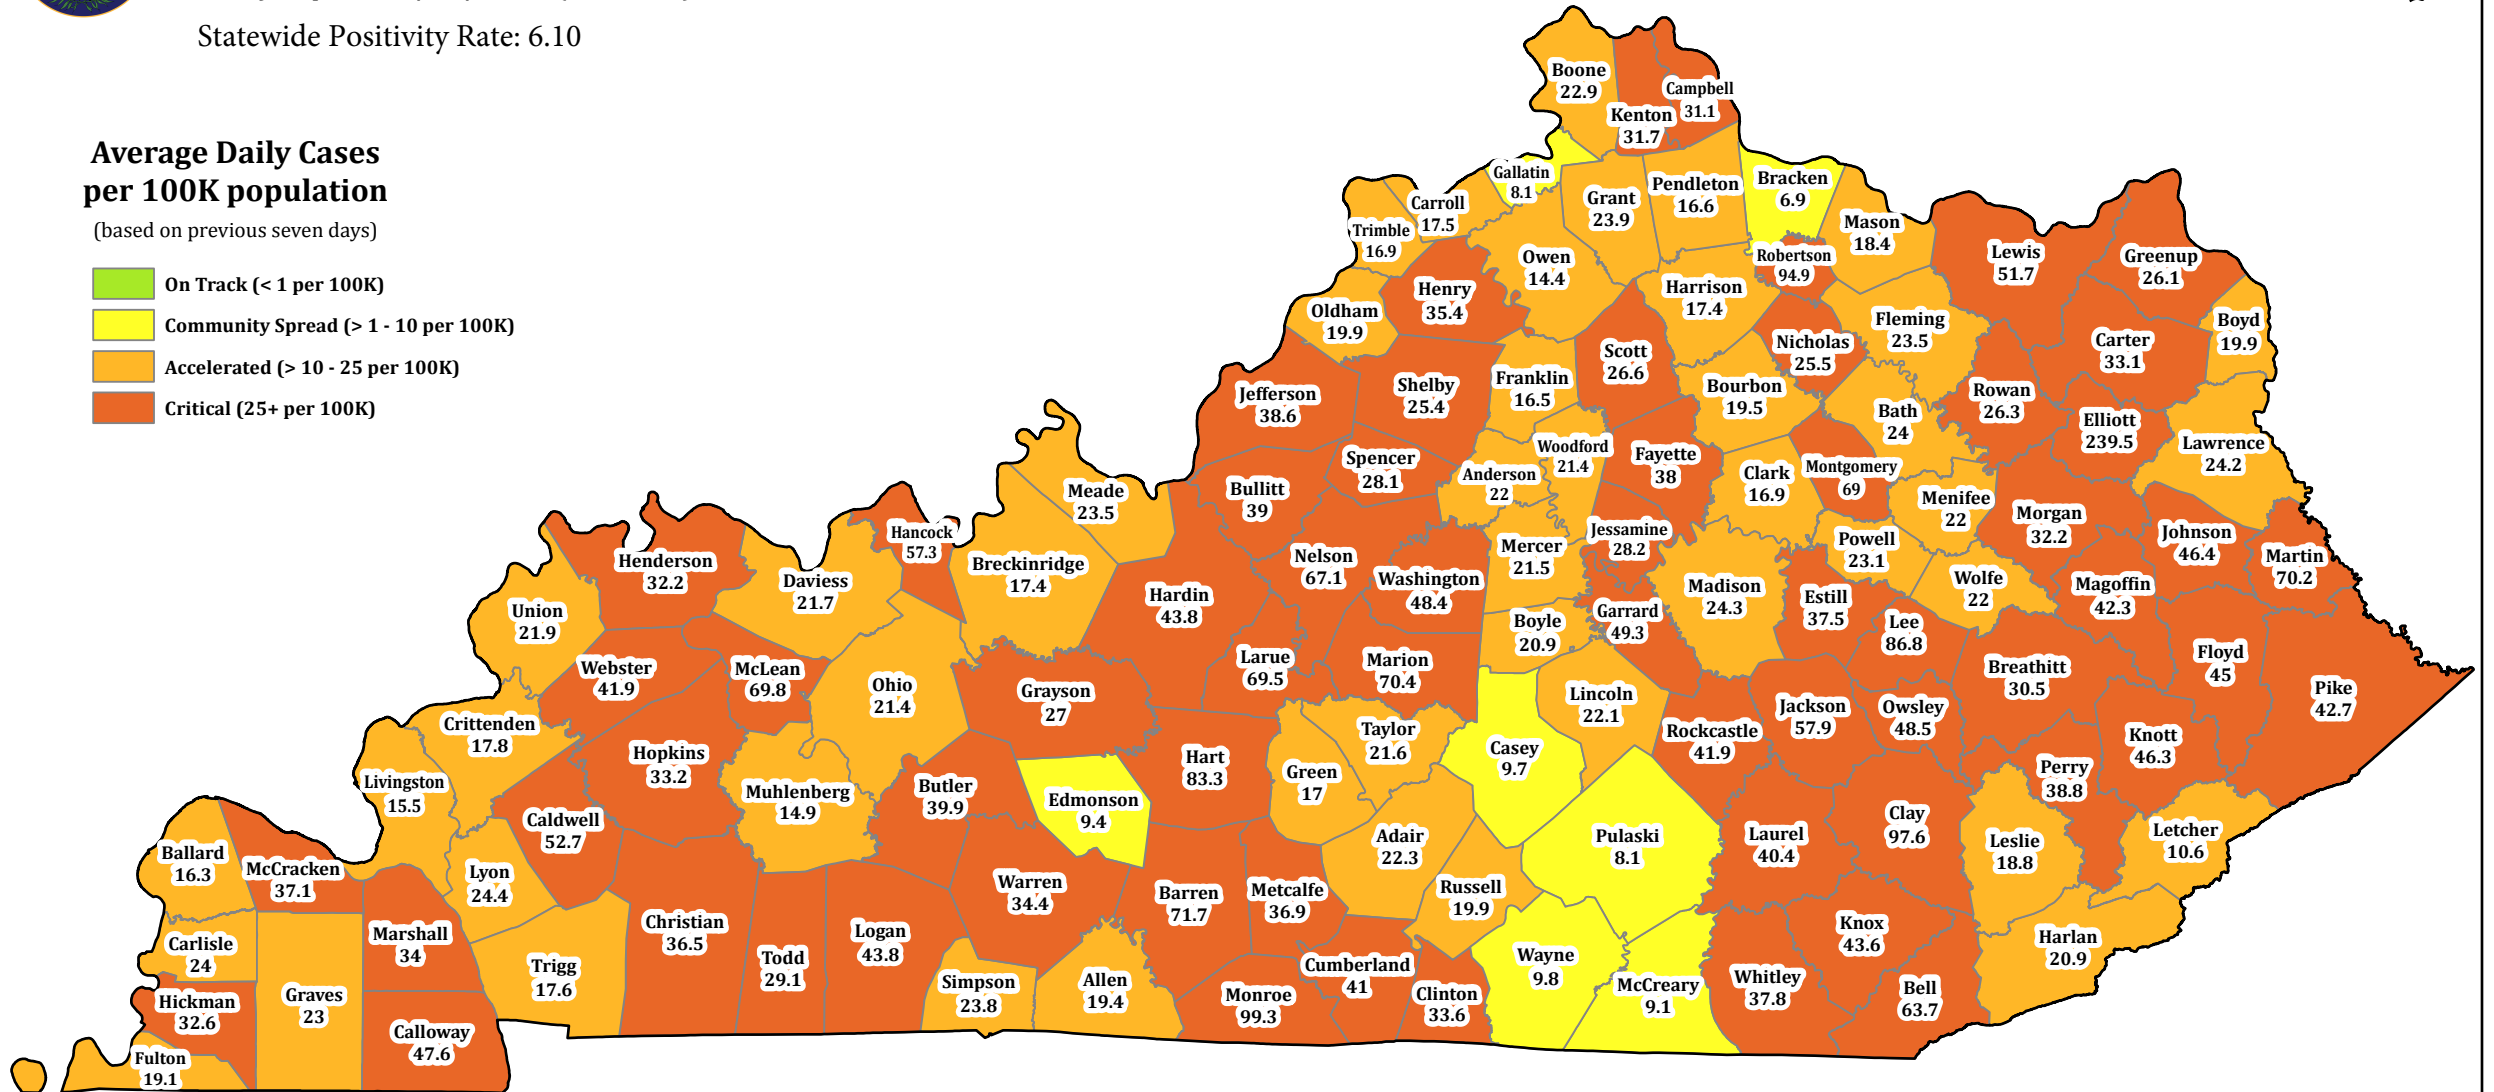 Statewide Positivity Rate: 6.10
Average Daily Cases
per 100K population
(based on previous seven days)
On Track (< 1 per 100K)
Community Spread (> 1 - 10 per 100K)
Accelerated (> 10 - 25 per 100K)
Critical (25+ per 100K)
Boone
22.9
Campbell
31.1
Kenton
31.7
Gallatin
8.1
Carroll
17.5
Trimble
16.9
Grant
23.9
Pendleton
16.6
Bracken
6.9
Mason
18.4
Robertson
94.9
Lewis
51.7
Greenup
26.1
Owen
14.4
Henry
35.4
Oldham
19.9
Harrison
17.4
Fleming
23.5
Nicholas
25.5
Carter
33.1
Boyd
19.9
Scott
26.6
Franklin
16.5
Shelby
25.4
Jefferson
38.6
Bourbon
19.5
Bath
24
Rowan
26.3
Elliott
239.5
Lawrence
24.2
Woodford
21.4
Fayette
38
Anderson
22
Spencer
28.1
Bullitt
39
Clark
16.9
Montgomery
69
Menifee
22
Morgan
32.2
Johnson
46.4
Martin
70.2
Meade
23.5
Hancock
57.3
Breckinridge
17.4
Henderson
32.2
Daviess
21.7
Union
21.9
Hardin
43.8
Nelson
67.1
Washington
48.4
Mercer
21.5
Jessamine
28.2
Madison
24.3
Powell
23.1
Estill
37.5
Wolfe
22
Magoffin
42.3
Garrard
49.3
Boyle
20.9
Lee
86.8
Breathitt
30.5
Floyd
45
Pike
42.7
Webster
41.9
McLean
69.8
Ohio
21.4
Grayson
27
Larue
69.5
Marion
70.4
Lincoln
22.1
Rockcastle
41.9
Jackson
57.9
Owsley
48.5
Knott
46.3
Perry
38.8
Crittenden
17.8
Hopkins
33.2
Livingston
15.5
Muhlenberg
14.9
Butler
39.9
Edmonson
9.4
Hart
83.3
Green
17
Taylor
21.6
Casey
9.7
Pulaski
8.1
Laurel
40.4
Clay
97.6
Leslie
18.8
Letcher
10.6
Caldwell
52.7
Ballard
16.3
McCracken
37.1
Lyon
24.4
Warren
34.4
Barren
71.7
Metcalfe
36.9
Adair
22.3
Russell
19.9
Carlisle
24
Marshall
34
Christian
36.5
Todd
29.1
Logan
43.8
Trigg
17.6
Simpson
23.8
Allen
19.4
Monroe
99.3
Cumberland
41
Clinton
33.6
Wayne
9.8
McCreary
9.1
Whitley
37.8
Knox
43.6
Bell
63.7
Harlan
20.9
Hickman
32.6
Graves
23
Calloway
47.6
Fulton
19.1